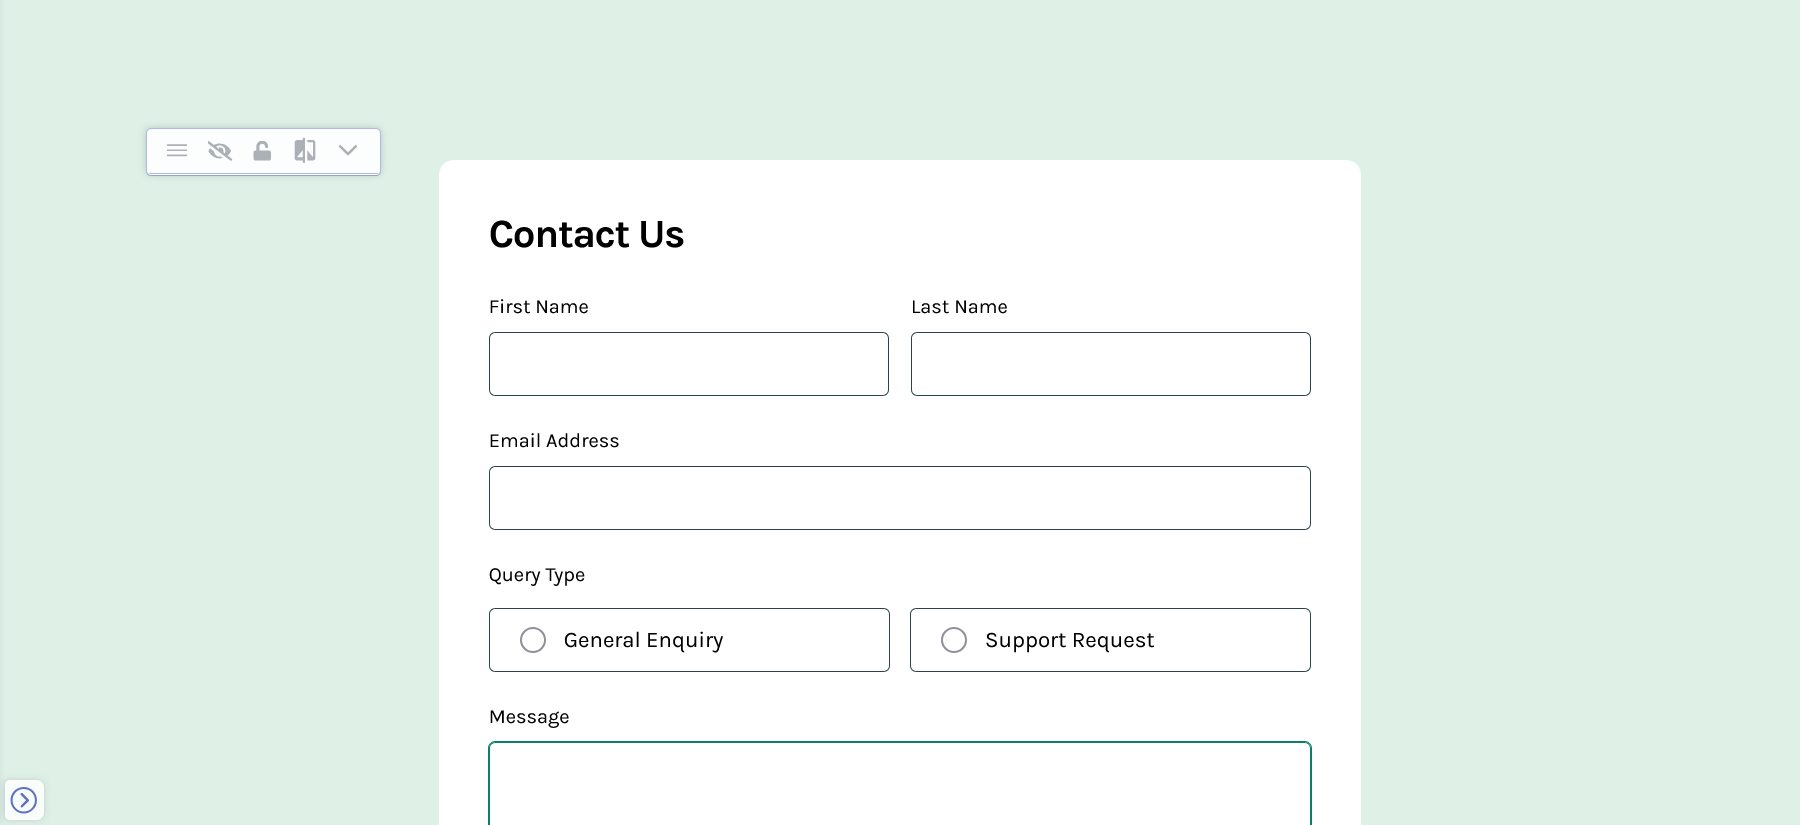 Contact Us
First Name
Last Name
Email Address
Query Type
General Enquiry
Support Request
Message